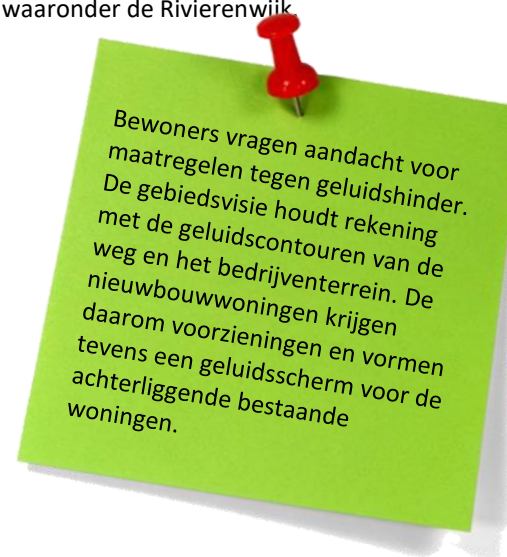 waaronder de Rivierenwijk.
Bewoners vragen aandacht voor
maatregelen tegen geluidshinder.
De gebiedsvisie houdt rekening
met de geluidscontouren van de
weg en het bedrijventerrein. De
nieuwbouwwoningen krijgen
daarom voorzieningen en vormen
tevens een geluidsscherm voor de
achterliggende bestaande
woningen.